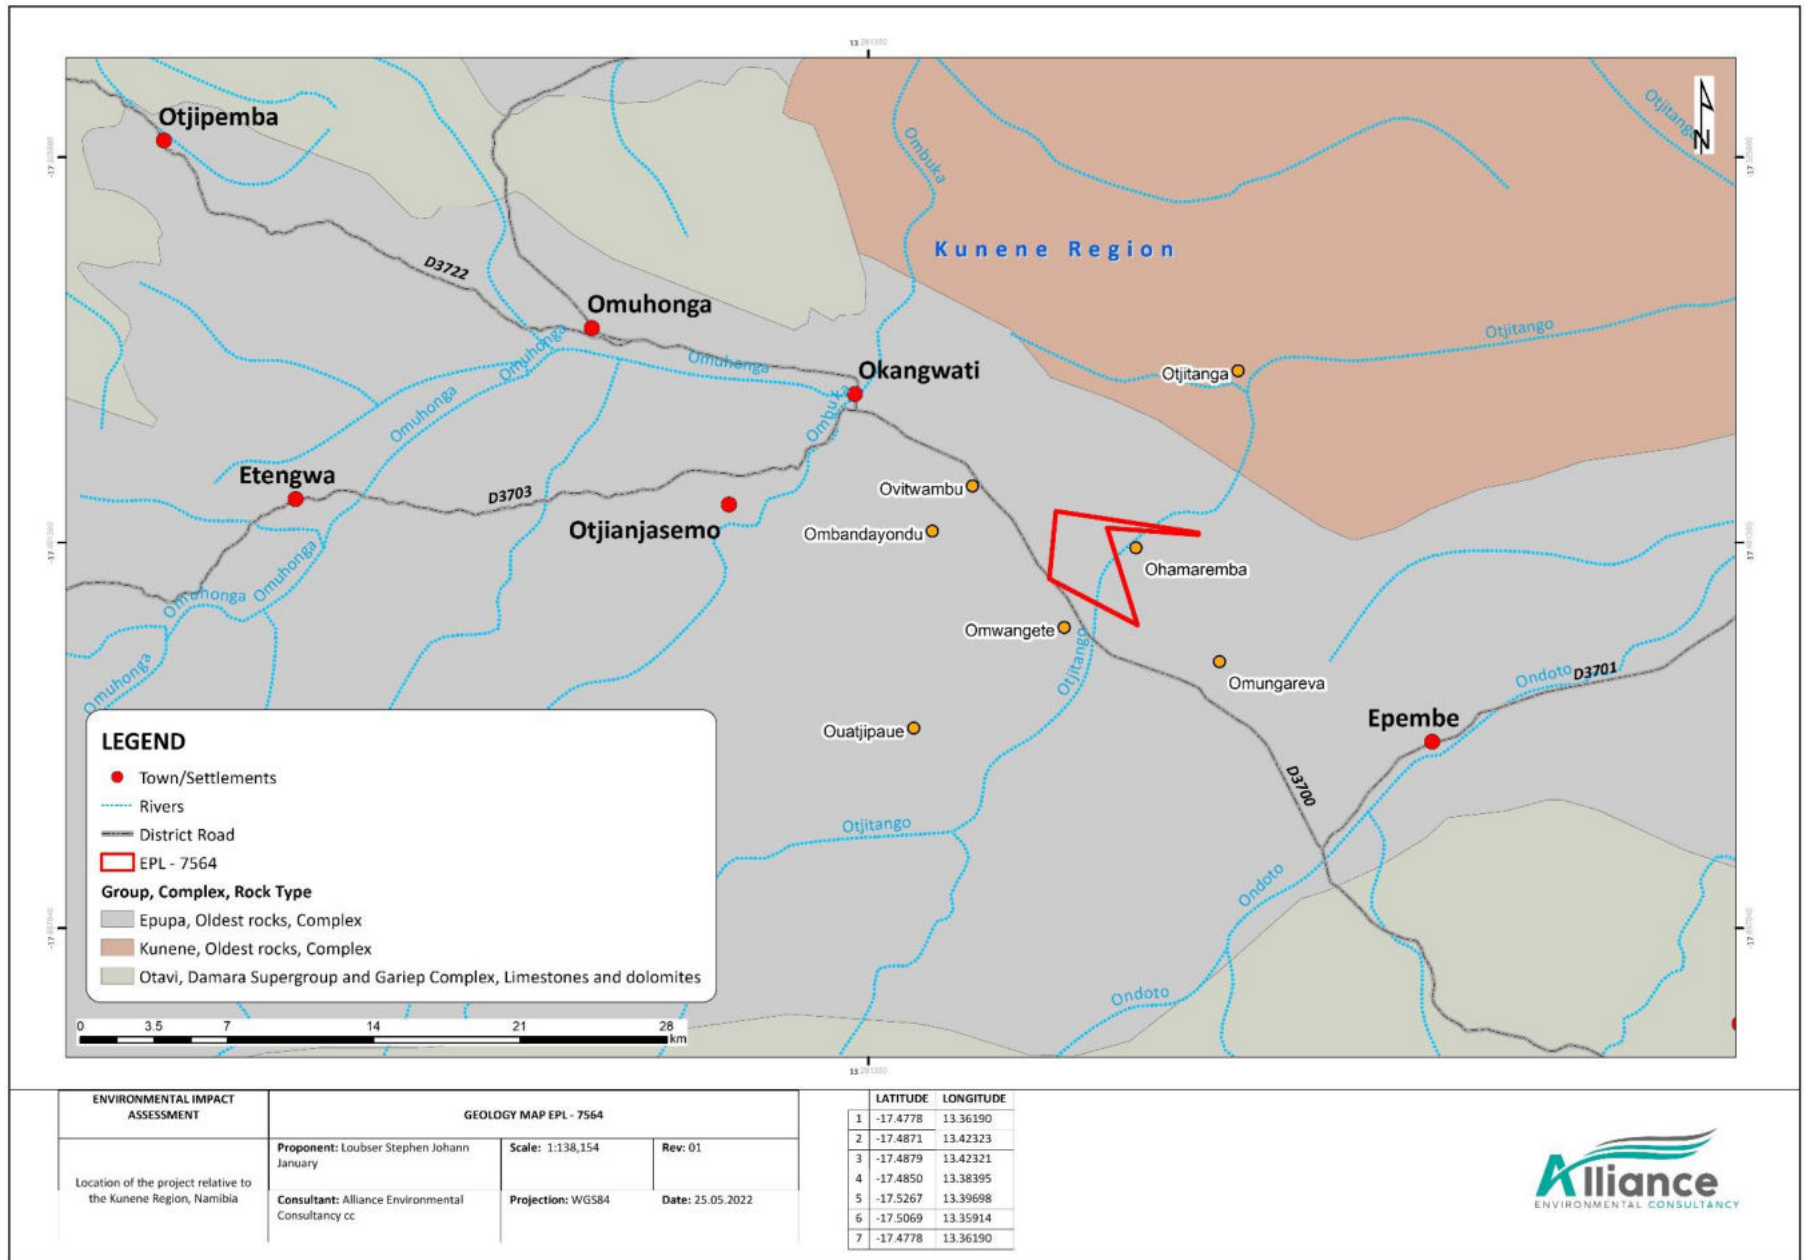 Otjipemba
Ombuka
Otjitango
N
Kunene Region
D3722
Omuhonga
Omuhonga
Omuhonga
Otjitango
Okangwati
Otjitanga
Omuhonga
Ombuka
Etengwa
D3703
Ovitwambu
Otjianjasemo
Ombandayondu
Ohamaremba
Omuhonga
Omuhonga
Omwangete
Otjitango
Omuhonga
Omungareva
Ondoto
D3701
Ouatjipaue
Epembe
D3700
Otjitango
Ondoto
Ondoto
LEGEND
Town/Settlements
Rivers
District Road
EPL - 7564
Group, Complex, Rock Type
Epupa, Oldest rocks, Complex
Kunene, Oldest rocks, Complex
Otavi, Damara Supergroup and Gariep Complex, Limestones and dolomites
0 3.5 7 14 21 28
km
ENVIRONMENTAL IMPACT
ASSESSMENT
Location of the project relative to
the Kunene Region, Namibia
GEOLOGY MAP EPL - 7564
Proponent: Loubser Stephen Johann
January
Scale: 1:138,154
Rev: 01
Consultant: Alliance Environmental
Consultancy cc
Projection: WGS84
Date: 25.05.2022
LATITUDE LONGITUDE
1 -17.4778 13.36190
2 -17.4871 13.42323
3 -17.4879 13.42321
4 -17.4850 13.38395
5 -17.5267 13.39698
6 -17.5069 13.35914
7 -17.4778 13.36190
Alliance
ENVIRONMENTAL CONSULTANCY